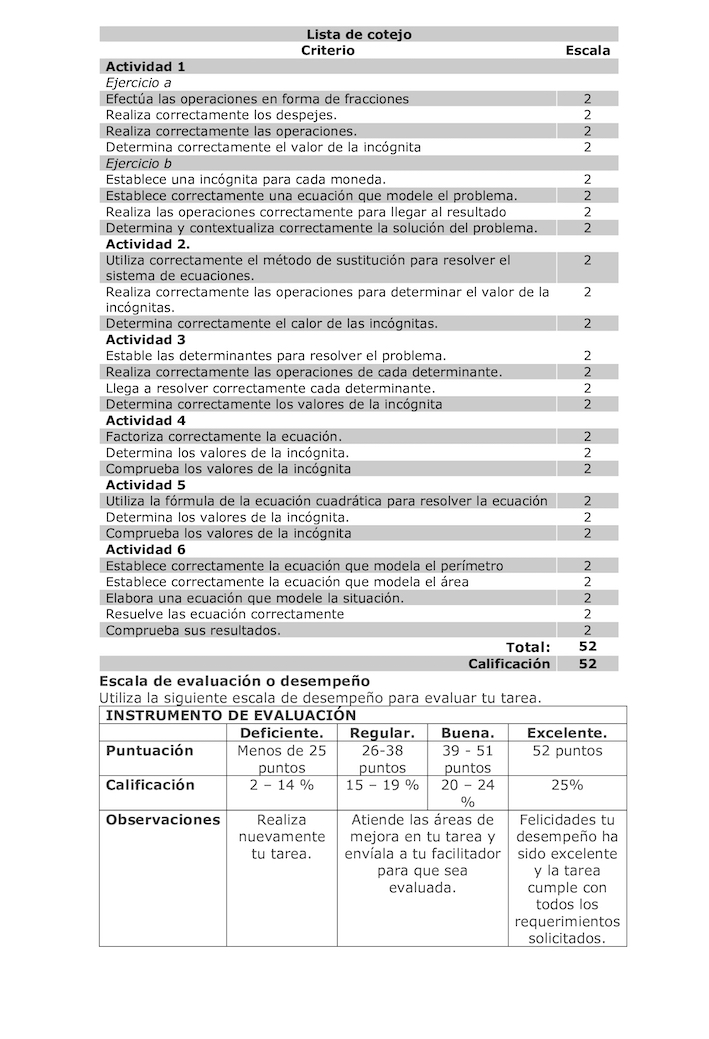 Lista de cotejo
Criterio Escala
Actividad 1
Ejercicio a
Efectúa las operaciones en forma de fracciones 2
Realiza correctamente los despejes. 2
Realiza correctamente las operaciones. 2
Determina correctamente el valor de la incógnita 2
Ejercicio b
Establece una incógnita para cada moneda. 2
Establece correctamente una ecuación que modele el problema. 2
Realiza las operaciones correctamente para llegar al resultado 2
Determina y contextualiza correctamente la solución del problema. 2
Actividad 2.
Utiliza correctamente el método de sustitución para resolver el 2
sistema de ecuaciones.
Realiza correctamente las operaciones para determinar el valor de la 2
incógnitas.
Determina correctamente el calor de las incógnitas. 2
Actividad 3
Estable las determinantes para resolver el problema. 2
Realiza correctamente las operaciones de cada determinante. 2
Llega a resolver correctamente cada determinante. 2
Determina correctamente los valores de la incógnita 2
Actividad 4
Factoriza correctamente la ecuación. 2
Determina los valores de la incógnita. 2
Comprueba los valores de la incógnita 2
Actividad 5
Utiliza la fórmula de la ecuación cuadrática para resolver la ecuación 2
Determina los valores de la incógnita. 2
Comprueba los valores de la incógnita 2
Actividad 6
Establece correctamente la ecuación que modela el perímetro 2
Establece correctamente la ecuación que modela el área 2
Elabora una ecuación que modele la situación. 2
Resuelve las ecuación correctamente 2
Comprueba sus resultados. 2
Total: 52
Calificación 52
Escala de evaluación o desempeño
Utiliza la siguiente escala de desempeño para evaluar tu tarea.
INSTRUMENTO DE EVALUACIÓN
Deficiente. Regular. Buena. Excelente.
Puntuación Menos de 25 26-38 39 - 51 52 puntos
puntos puntos puntos
Calificación 2 – 14 % 15 – 19 % 20 – 24 25%
%
Observaciones Realiza Atiende las áreas de Felicidades tu
nuevamente mejora en tu tarea y desempeño ha
tu tarea. envíala a tu facilitador sido excelente
para que sea y la tarea
evaluada. cumple con
todos los
requerimientos
solicitados.